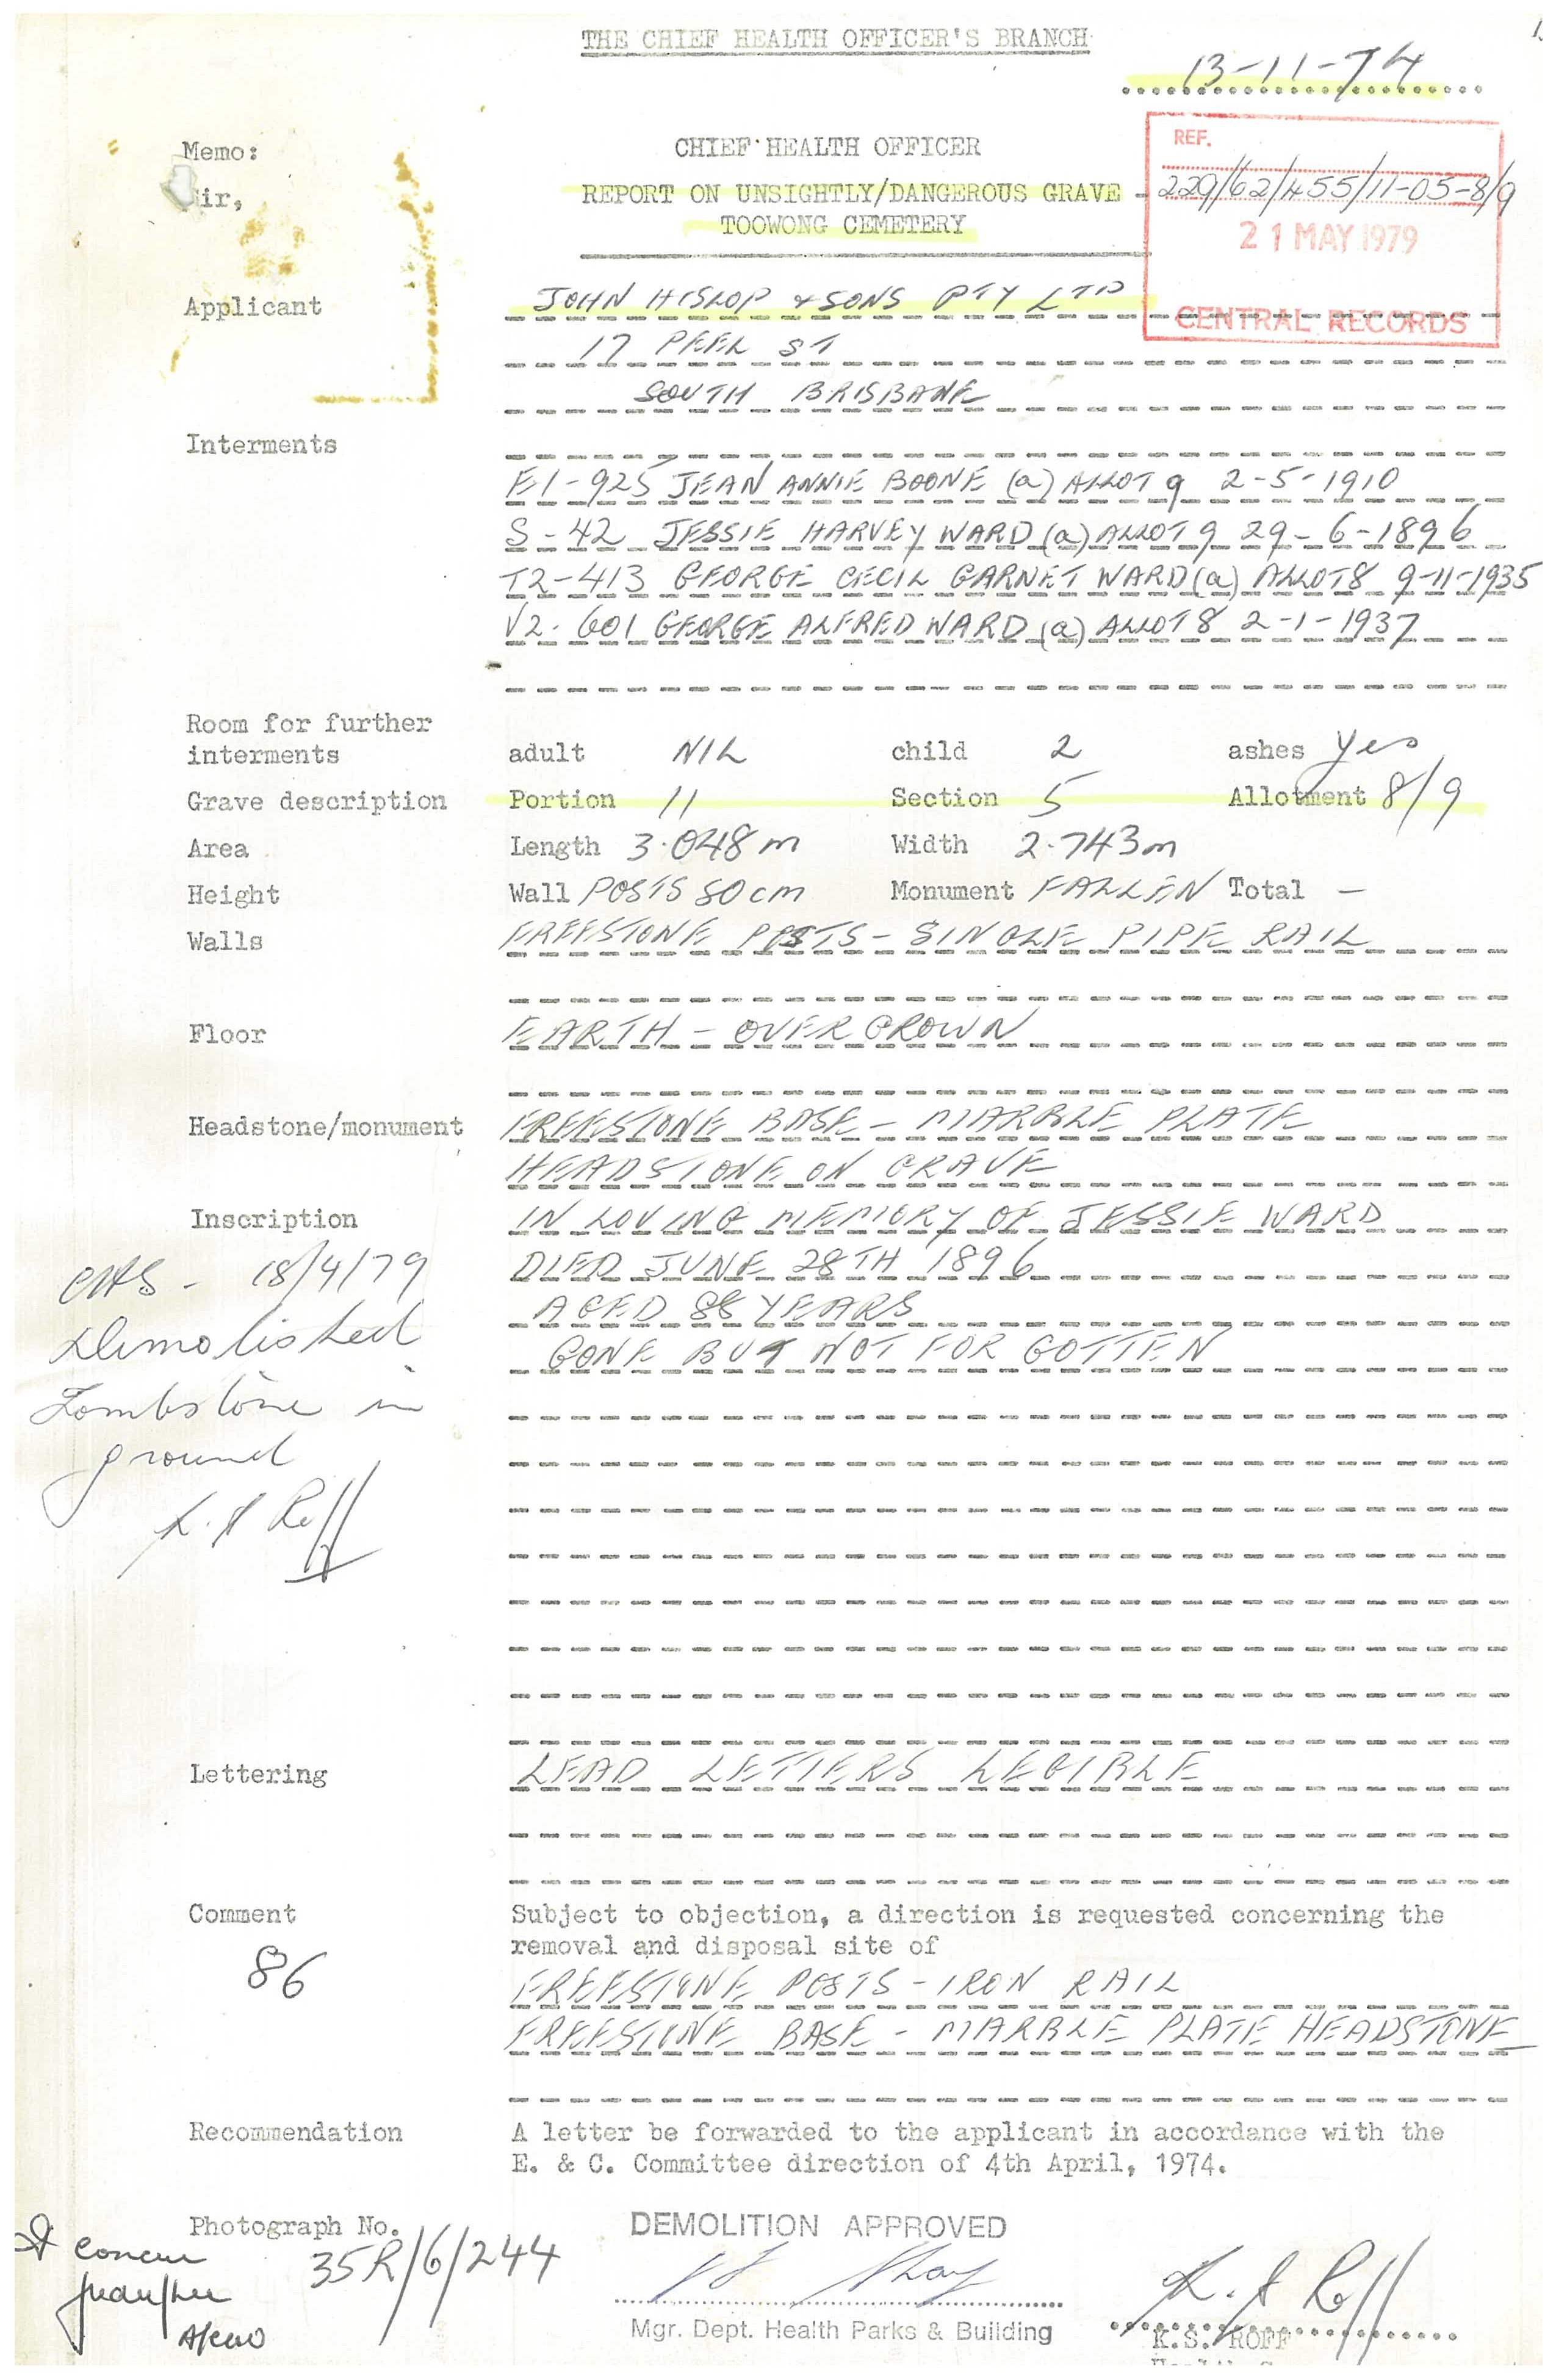 THE CHIEF HEALTH OFFICER'S BRANCH
13-11-74
Memo:
CHIEF HEALTH OFFICER
REF.
Sir,
REPORT ON UNSIGHTLY/DANGEROUS GRAVE -
229/62/455/11-05-8/9
TOOWONG CEMETERY
21 MAY 1979
Applicant JOHN HISLOP & SONS PTY LTD
CENTRAL RECORDS
17 PEEL ST
SOUTH BRISBANE
Interments
E1-925 JEAN ANNIE BOONE (a) ALLOT 9 2-5-1910
S-42 JESSIE HARVEY WARD (a) ALLOT 9 29-6-1896
T2-413 GEORGE CECIL GARNET WARD (a) ALLOT 8 9-11-1935
V2-601 GEORGE ALFRED WARD (a) ALLOT 8 2-1-1937
Room for further
interments adult NIL child 2 ashes yes
Grave description Portion 11 Section 5 Allotment 8/9
Area Length 3.048m Width 2.743m
Height Wall POSTS 80cm Monument FALLEN Total -
Walls FREESTONE POSTS - SINGLE PIPE RAIL
Floor EARTH - OVERGROWN
Headstone/monument FREESTONE BASE - MARBLE PLATE
HEADSTONE ON GRAVE
Inscription IN LOVING MEMORY OF JESSIE WARD
DIED JUNE 28TH 1896
AGED 88 YEARS
GONE BUT NOT FORGOTTEN
18/4/79
Demolished
Tombstone in
ground
K. S Roff
Lettering LEAD LETTERS LEGIBLE
Comment Subject to objection, a direction is requested concerning the
removal and disposal site of
86
FREESTONE POSTS - IRON RAIL
FREESTONE BASE - MARBLE PLATE HEADSTONE
Recommendation A letter be forwarded to the applicant in accordance with the
E. & C. Committee direction of 4th April, 1974.
Photograph No. 35R/6/244
DEMOLITION APPROVED
I concur
K. S Roff
Mgr. Dept. Health Parks & Building
K.S. ROFF